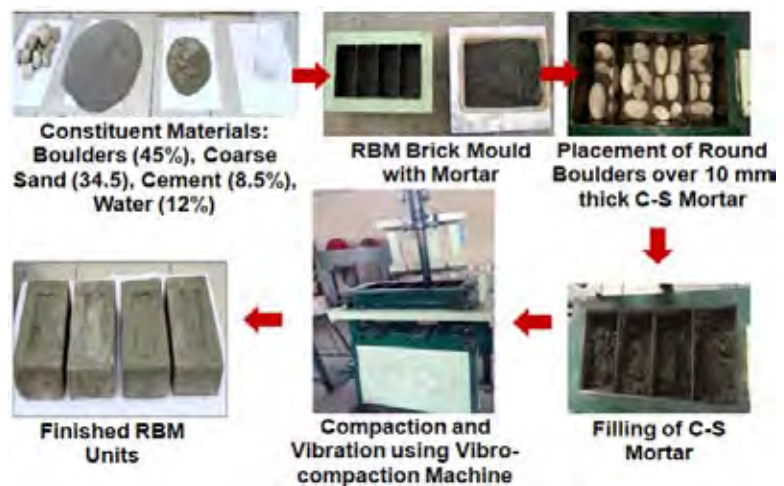 Constituent Materials:
Boulders (45%), Coarse
Sand (34.5), Cement (8.5%),
Water (12%)
RBM Brick Mould
with Mortar
Placement of Round
Boulders over 10 mm
thick C-S Mortar
Filling of C-S
Mortar
Compaction and
Vibration using Vibro-
compaction Machine
Finished RBM
Units